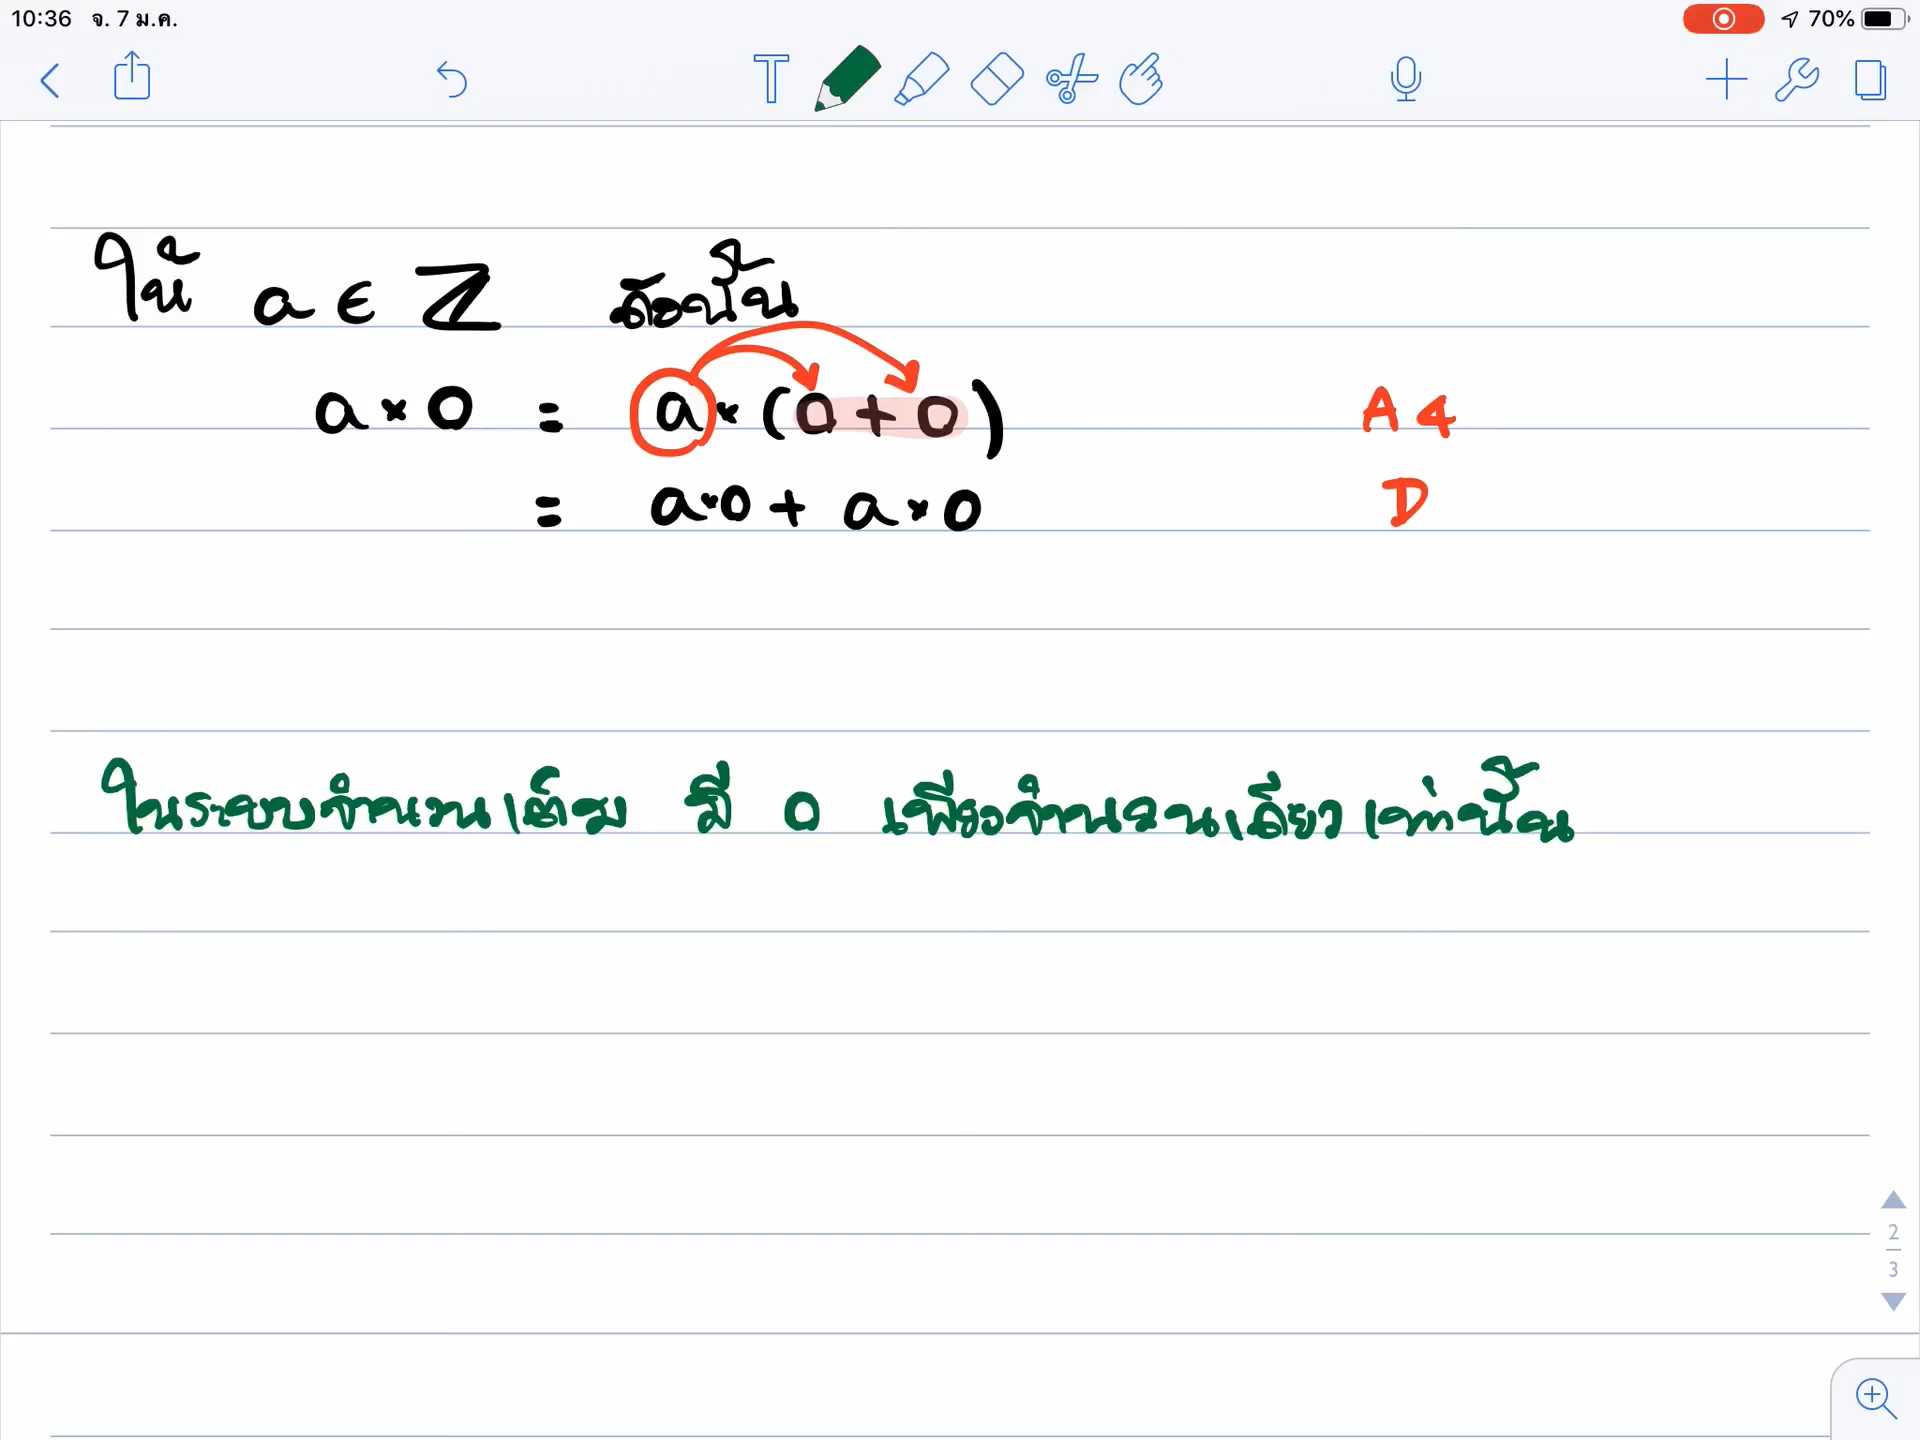 10:36 จ. 7 ม.ค. 70%
T
ให้ a ∈ ℤ ดังนั้น
a × 0 = a × (0 + 0) A4
= a × 0 + a × 0 D
ในระบบจำนวนเต็ม มี 0 เพียงจำนวนเดียวเท่านั้น
2
3